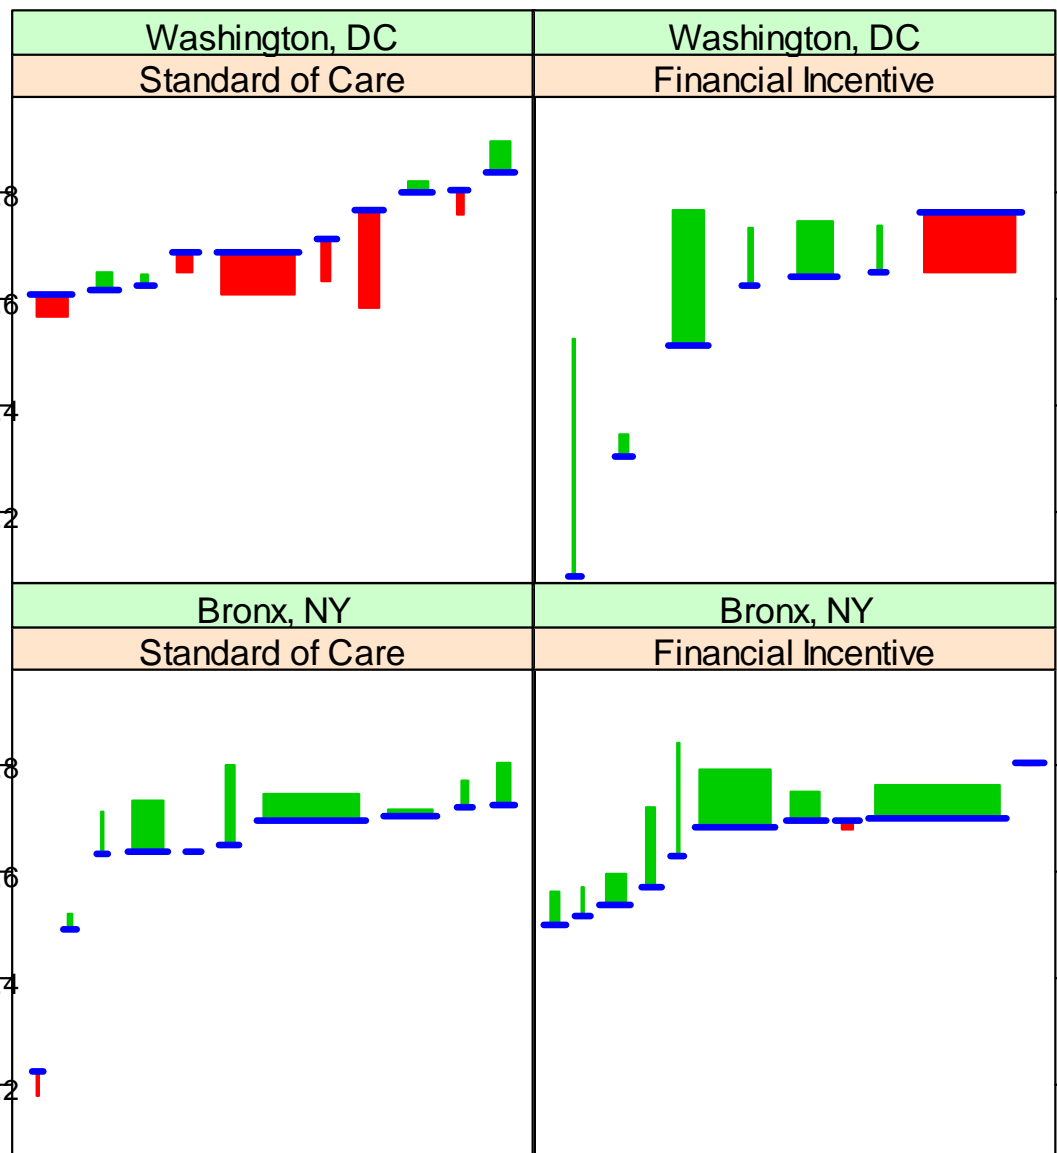 Washington, DC
Washington, DC
Standard of Care
Financial Incentive
.8
.6
.4
.2
Bronx, NY
Bronx, NY
Standard of Care
Financial Incentive
.8
.6
.4
.2